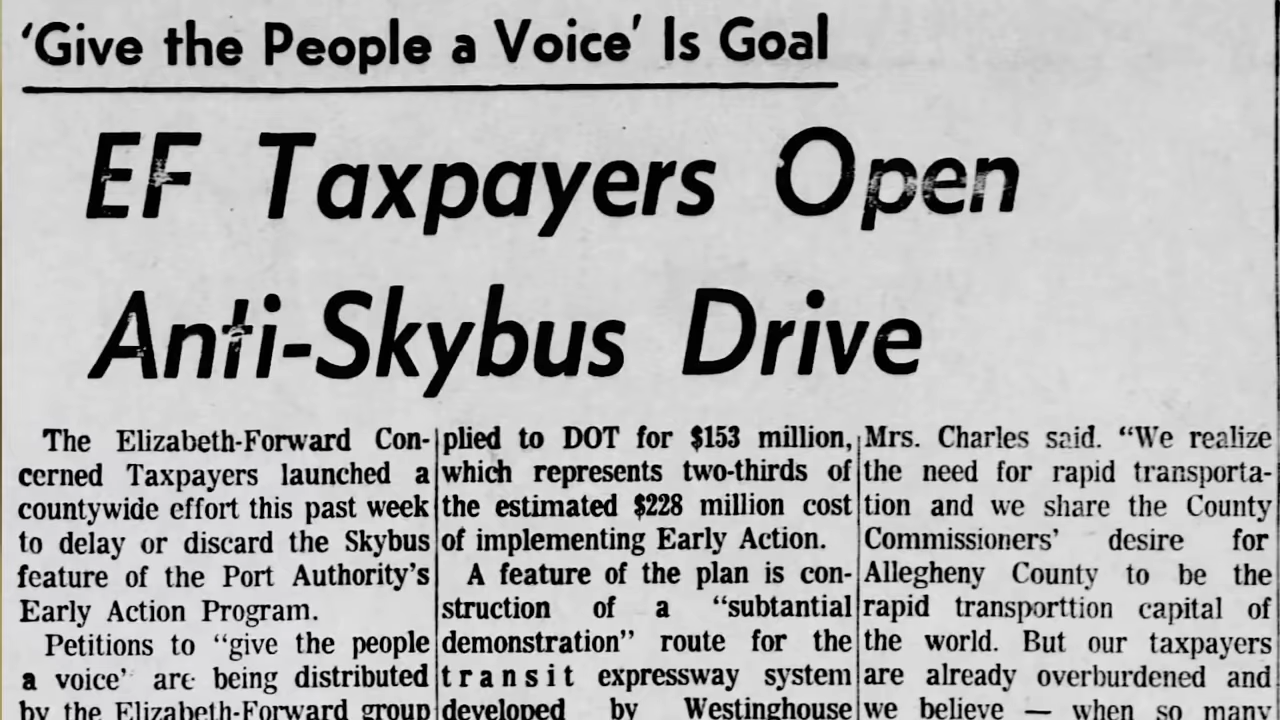 'Give the People a Voice' Is Goal
EF Taxpayers Open
Anti-Skybus Drive
The Elizabeth-Forward Con-
cerned Taxpayers launched a
countywide effort this past week
to delay or discard the Skybus
feature of the Port Authority's
Early Action Program.
Petitions to "give the people
a voice' are being distributed
by the Elizabeth-Forward group
plied to DOT for $153 million,
which represents two-thirds of
the estimated $228 million cost
of implementing Early Action.
A feature of the plan is con-
struction of a "subtantial
demonstration" route for the
transit expressway system
developed by Westinghouse
Mrs. Charles said. "We realize
the need for rapid transporta-
tion and we share the County
Commissioners' desire for
Allegheny County to be the
rapid transporttion capital of
the world. But our taxpayers
are already overburdened and
we believe — when so many